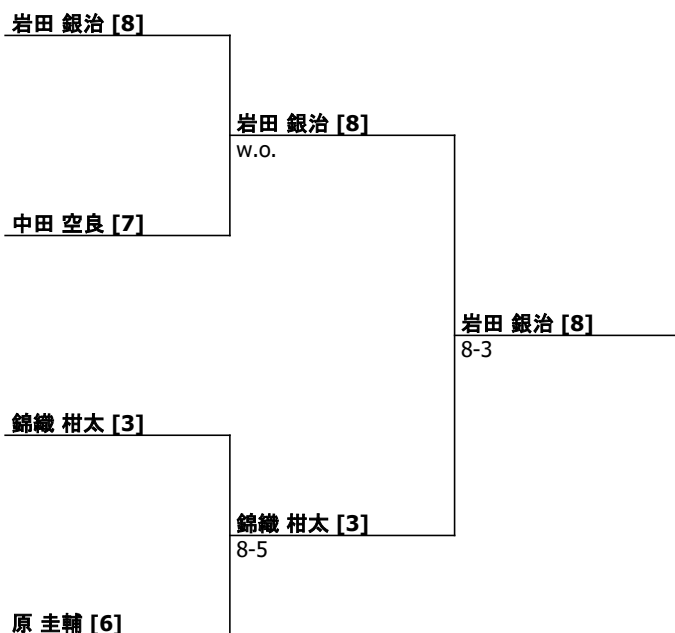 岩田 銀治 [8]
岩田 銀治 [8]
w.o.
中田 空良 [7]
岩田 銀治 [8]
8-3
錦織 柑太 [3]
錦織 柑太 [3]
8-5
原 圭輔 [6]